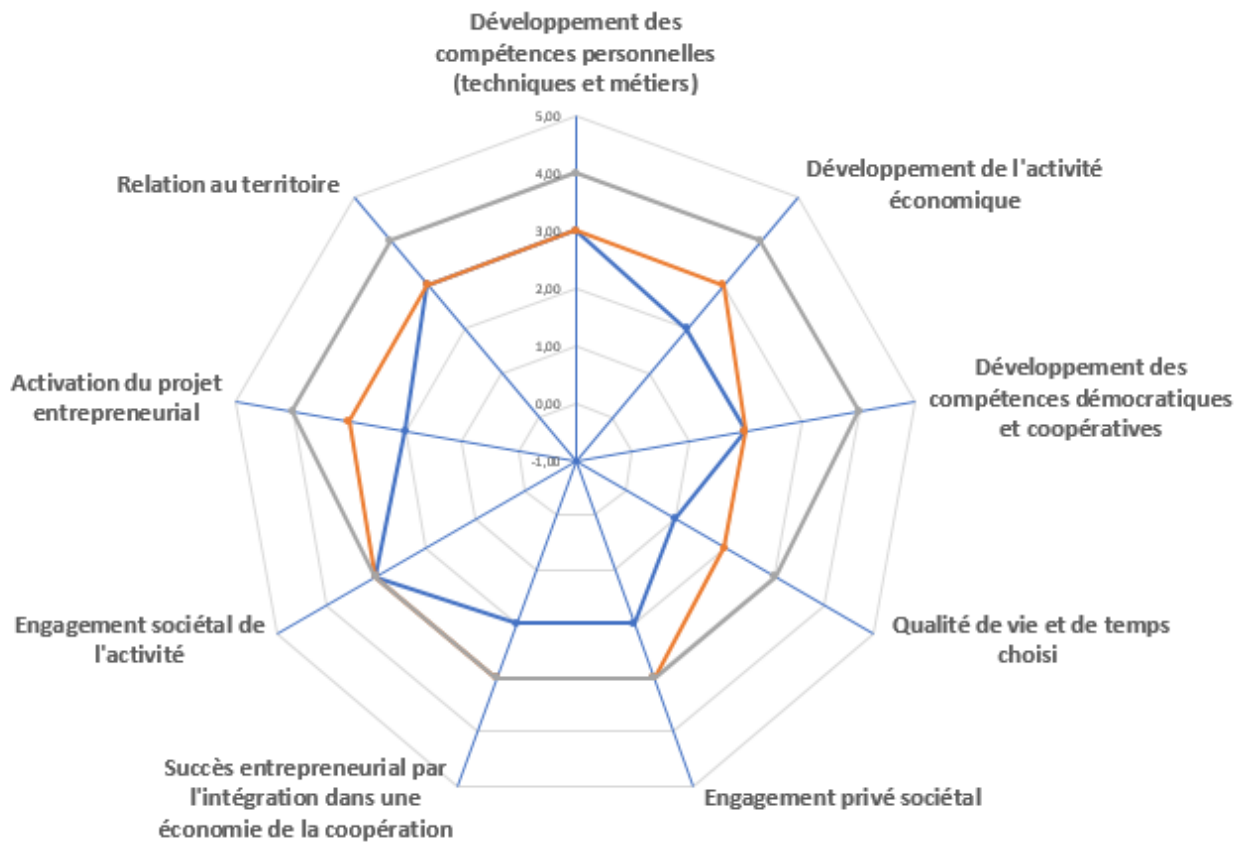 Développement des
compétences personnelles
(techniques et métiers)
5,00
4,00
3,00
2,00
1,00
0,00
-1,00
Développement de l'activité
économique
Développement des
compétences démocratiques
et coopératives
Qualité de vie et de temps
choisi
Engagement privé sociétal
Succès entrepreneurial par
l'intégration dans une
économie de la coopération
Engagement sociétal de
l'activité
Activation du projet
entrepreneurial
Relation au territoire